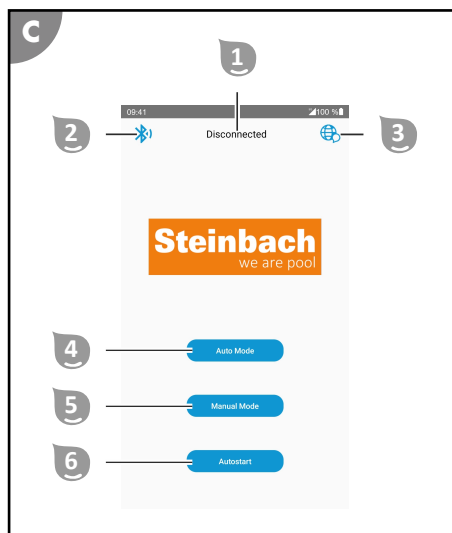 C
1
09:41
100 %
2
Disconnected
3
Steinbach
we are pool
4
Auto Mode
5
Manual Mode
6
Autostart